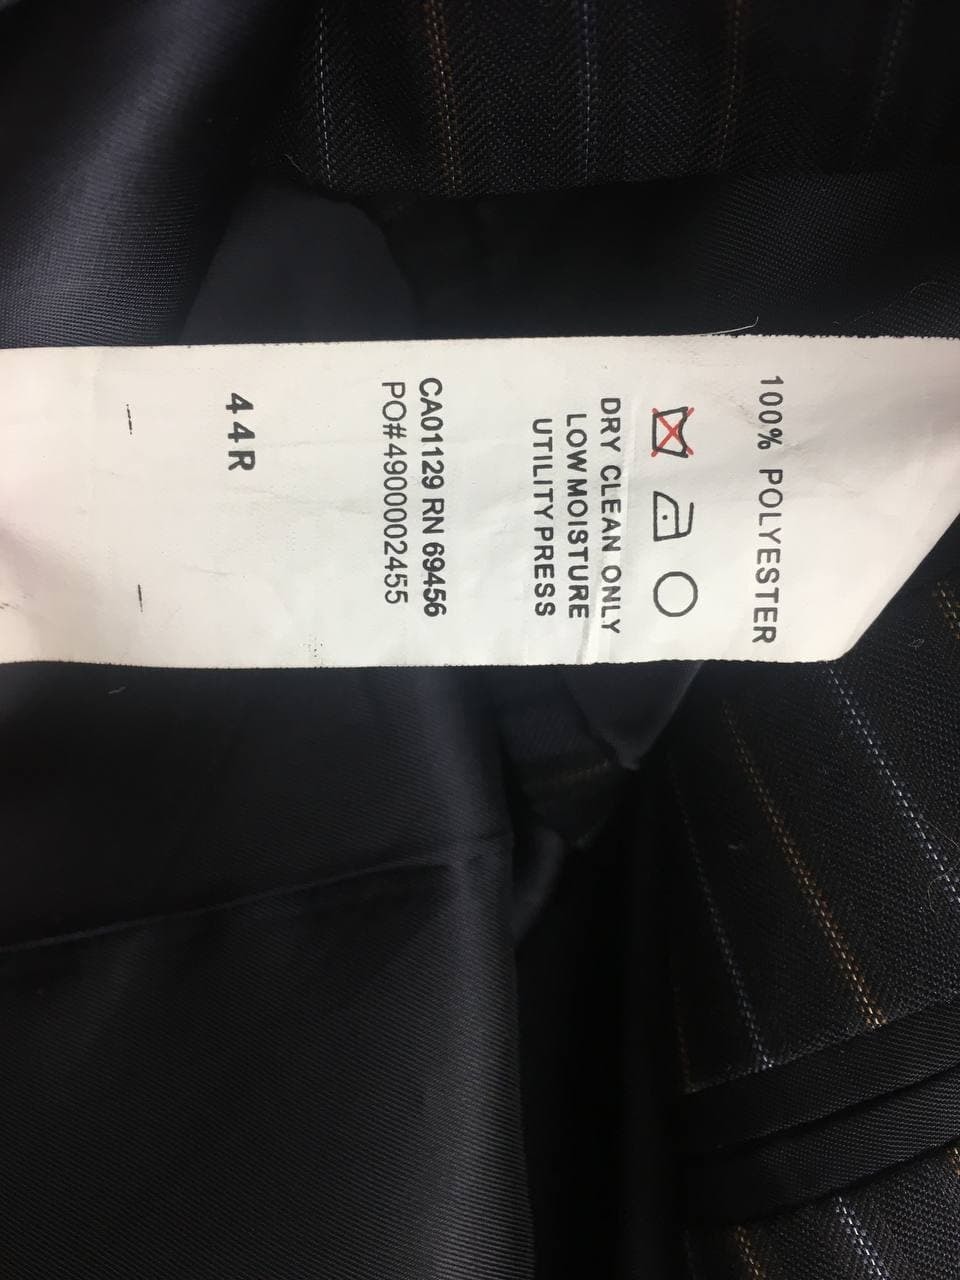 100% POLYESTER
DRY CLEAN ONLY
LOW MOISTURE
UTILITY PRESS
CA01129 RN 69456
PO#4900002455
44R